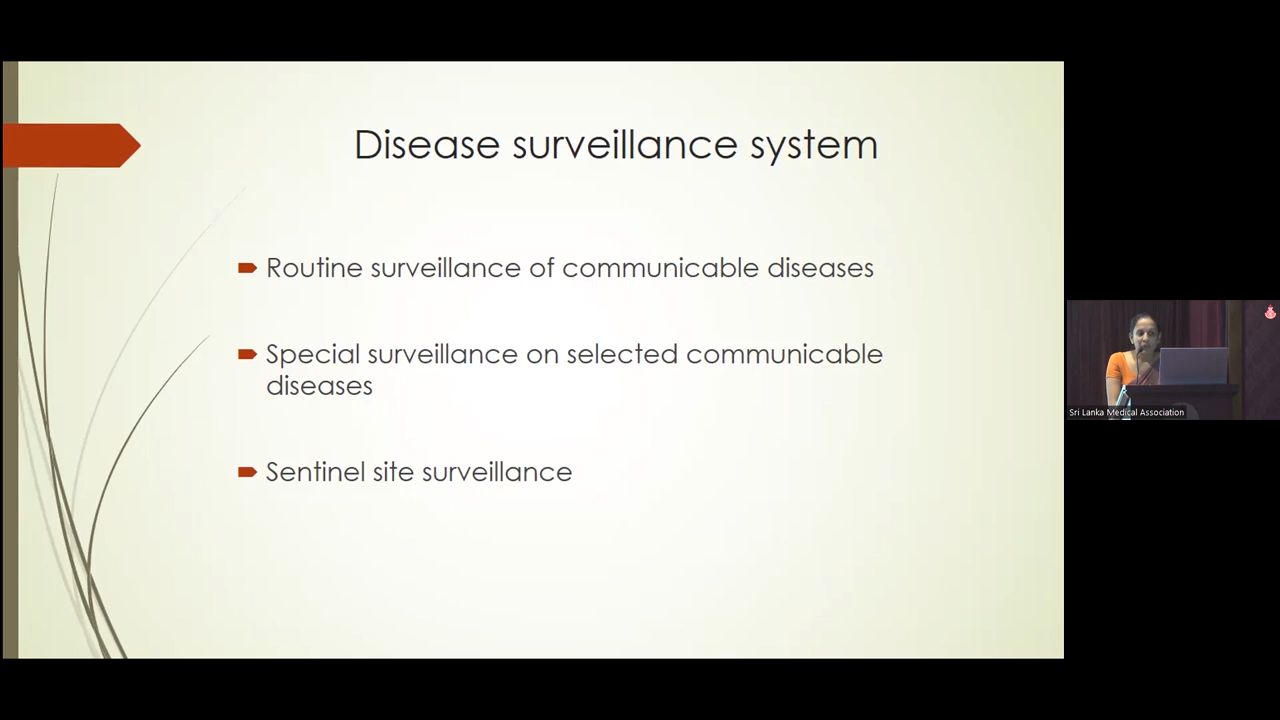 Disease surveillance system
Routine surveillance of communicable diseases
Special surveillance on selected communicable
diseases
Sentinel site surveillance
Sri Lanka Medical Association